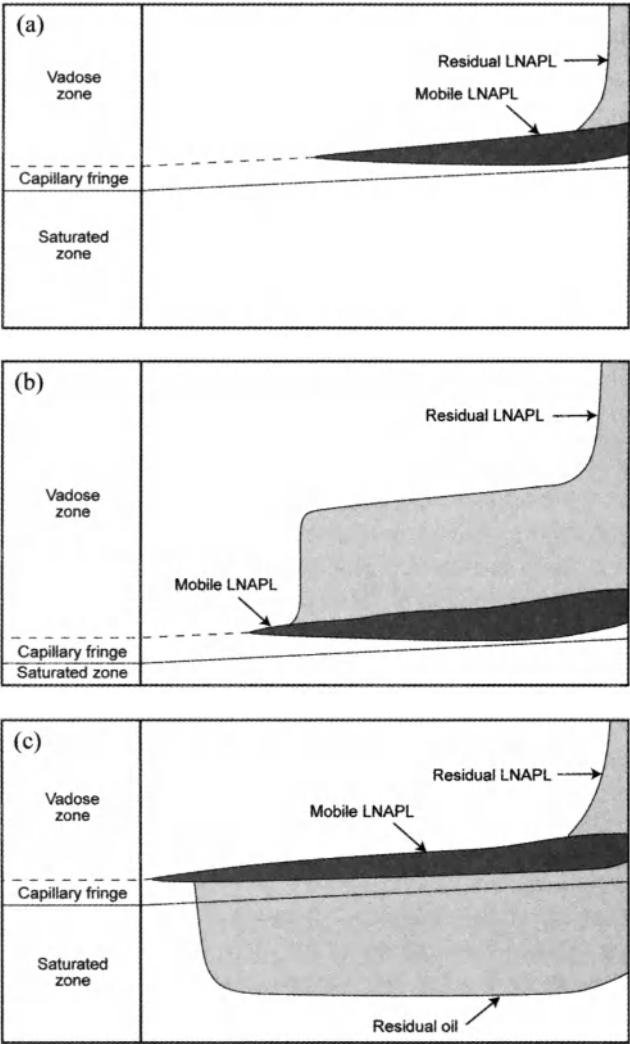 (a)
Vadose
zone
Residual LNAPL
Mobile LNAPL
Capillary fringe
Saturated
zone
(b)
Residual LNAPL
Vadose
zone
Mobile LNAPL
Capillary fringe
Saturated zone
(c)
Vadose
zone
Residual LNAPL
Mobile LNAPL
Capillary fringe
Saturated
zone
Residual oil